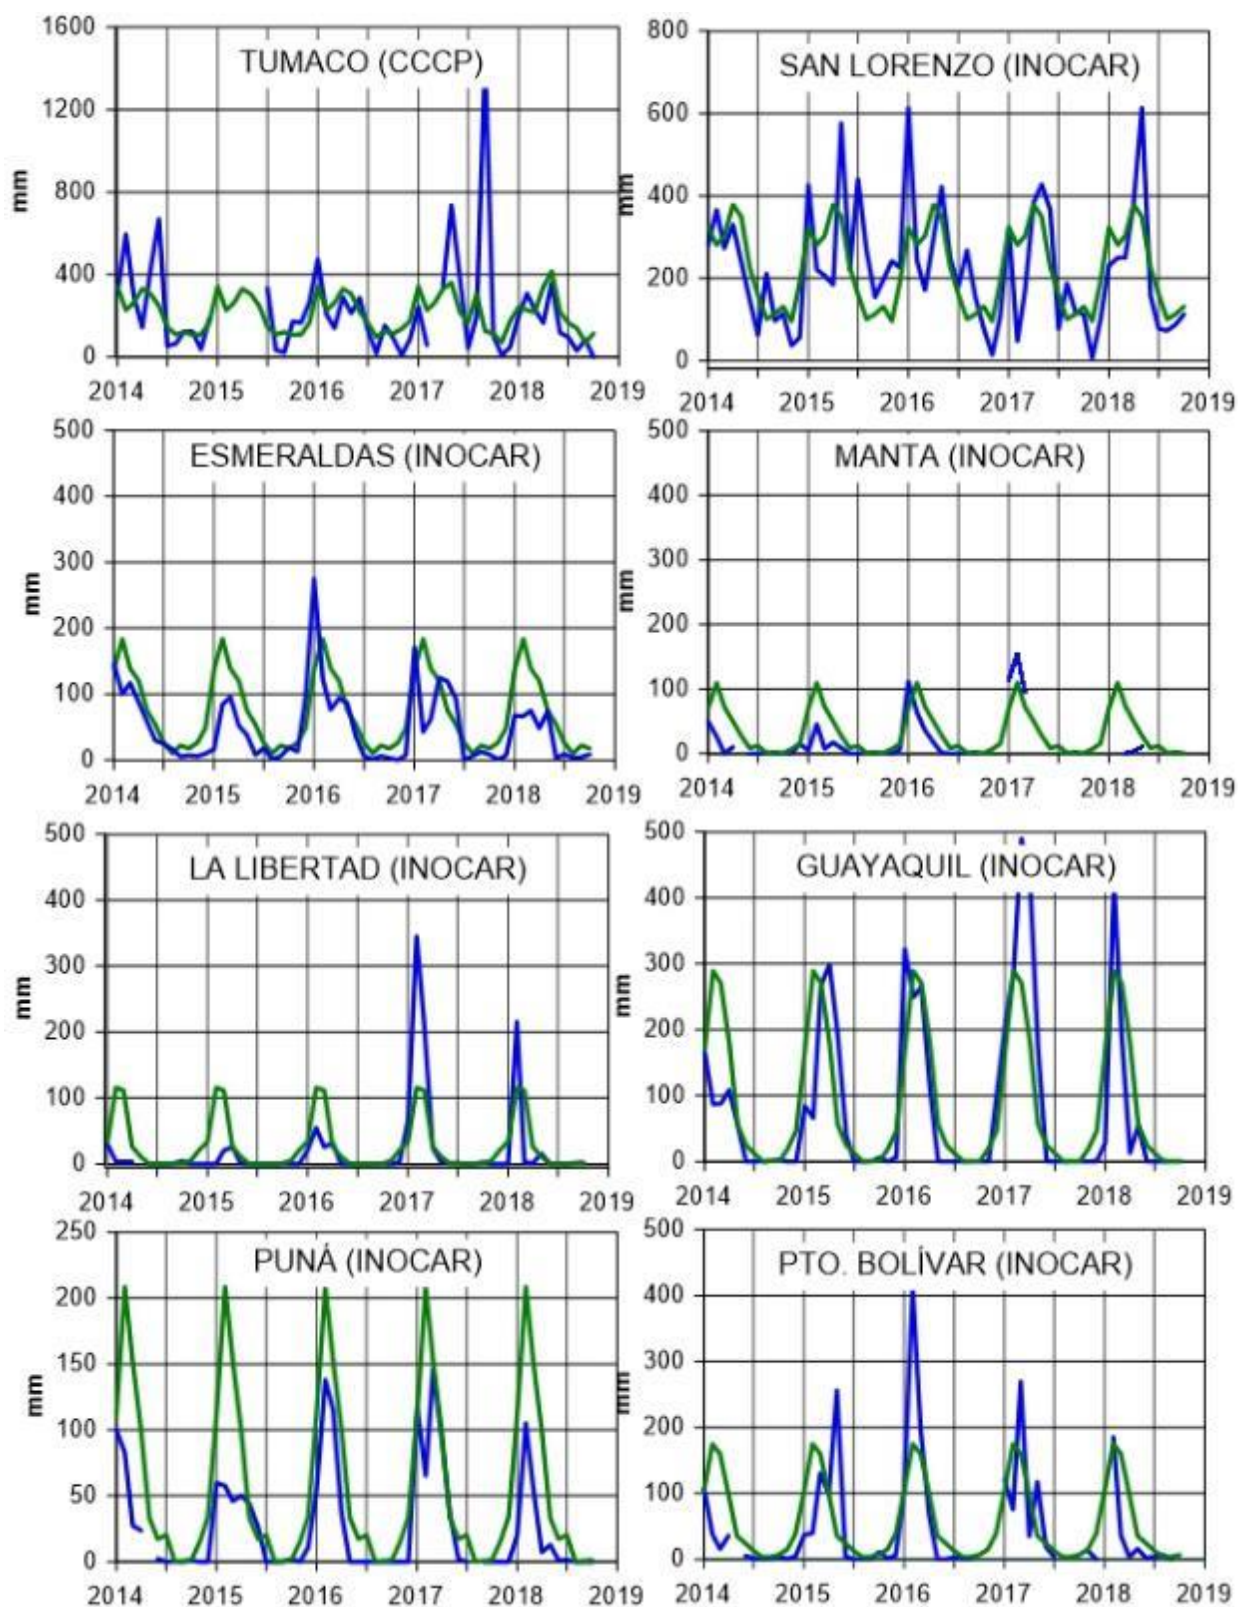 TUMACO (CCCP)
mm
1600
1200
800
400
0
2014 2015 2016 2017 2018 2019
SAN LORENZO (INOCAR)
mm
800
600
400
200
0
2014 2015 2016 2017 2018 2019
ESMERALDAS (INOCAR)
mm
500
400
300
200
100
0
2014 2015 2016 2017 2018 2019
MANTA (INOCAR)
mm
500
400
300
200
100
0
2014 2015 2016 2017 2018 2019
LA LIBERTAD (INOCAR)
mm
500
400
300
200
100
0
2014 2015 2016 2017 2018 2019
GUAYAQUIL (INOCAR)
mm
500
400
300
200
100
0
2014 2015 2016 2017 2018 2019
PUNÁ (INOCAR)
mm
250
200
150
100
50
0
2014 2015 2016 2017 2018 2019
PTO. BOLÍVAR (INOCAR)
mm
500
400
300
200
100
0
2014 2015 2016 2017 2018 2019